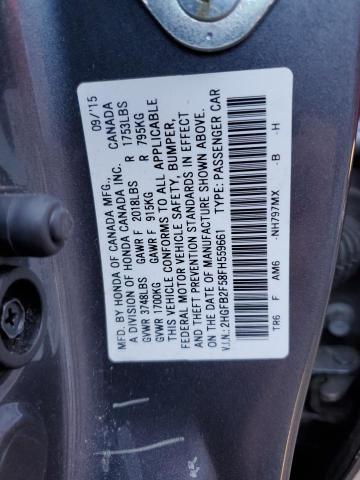 MFD. BY HONDA OF CANADA MFG., CANADA 09/15
A DIVISION OF HONDA CANADA INC.
GVWR 3748LBS GAWR F 2018LBS R 1753LBS
GVWR 1700KG GAWR F 915KG R 795KG
THIS VEHICLE CONFORMS TO ALL APPLICABLE
FEDERAL MOTOR VEHICLE SAFETY, BUMPER,
AND THEFT PREVENTION STANDARDS IN EFFECT
ON THE DATE OF MANUFACTURE SHOWN ABOVE.
V.I.N.: 2HGFB2F58FH559661 TYPE: PASSENGER CAR
TR6 F AM6 -NH797MX -B -H